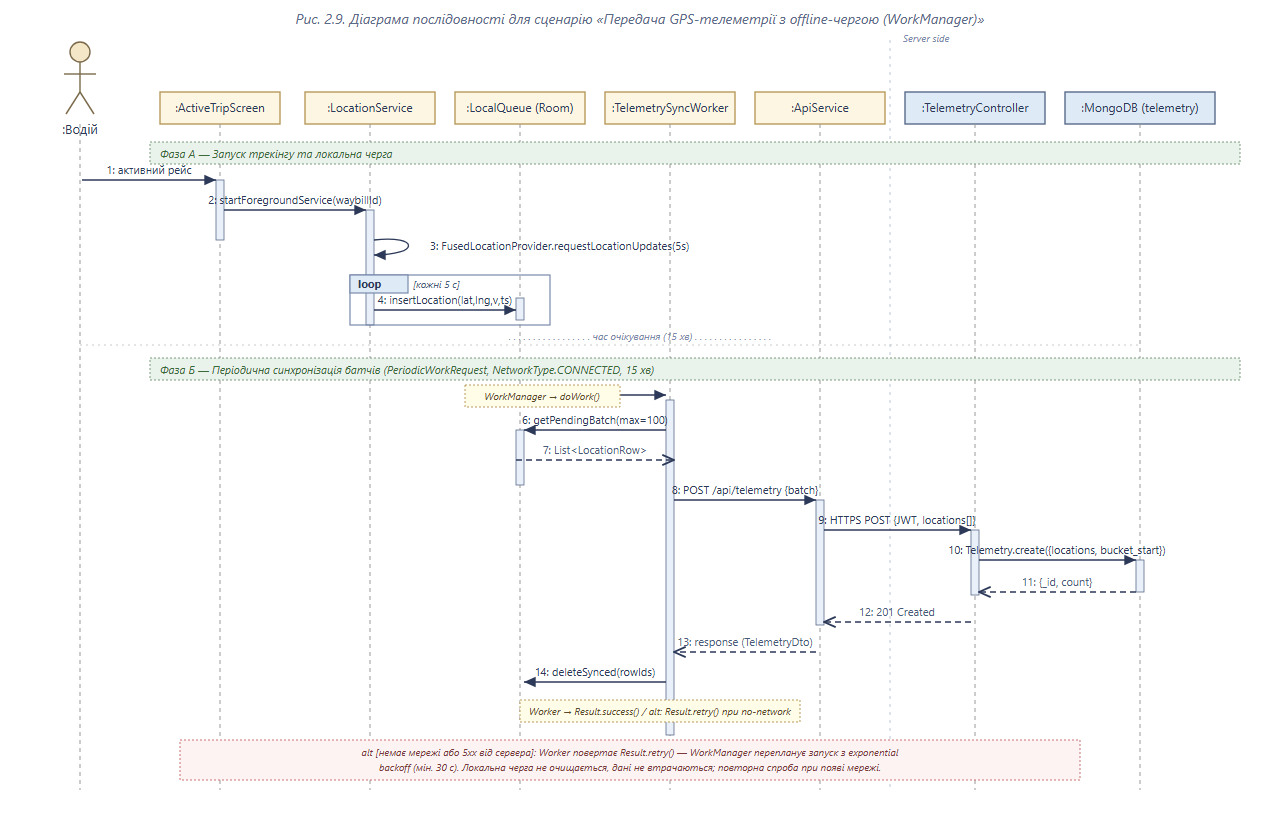 Рис. 2.9. Діаграма послідовності для сценарію «Передача GPS-телеметрії з offline-чергою (WorkManager)»
Server side
:Водій
:ActiveTripScreen
:LocationService
:LocalQueue (Room)
:TelemetrySyncWorker
:ApiService
:TelemetryController
:MongoDB (telemetry)
Фаза А — Запуск трекінгу та локальна черга
1: активний рейс
2: startForegroundService(waybillId)
3: FusedLocationProvider.requestLocationUpdates(5s)
loop
[кожні 5 с]
4: insertLocation(lat,lng,v,ts)
. . . . . . . . . . . . . . . . . час очікування (15 хв) . . . . . . . . . . . . . . . .
Фаза Б — Періодична синхронізація батчів (PeriodicWorkRequest, NetworkType.CONNECTED, 15 хв)
WorkManager → doWork()
6: getPendingBatch(max=100)
7: List<LocationRow>
8: POST /api/telemetry {batch}
9: HTTPS POST {JWT, locations[]}
10: Telemetry.create({locations, bucket_start})
11: {_id, count}
12: 201 Created
13: response (TelemetryDto)
14: deleteSynced(rowIds)
Worker → Result.success() / alt: Result.retry() при no-network
alt [немає мережі або 5xx від сервера]: Worker повертає Result.retry() — WorkManager перепланує запуск з exponential
backoff (мін. 30 с). Локальна черга не очищається, дані не втрачаються; повторна спроба при появі мережі.